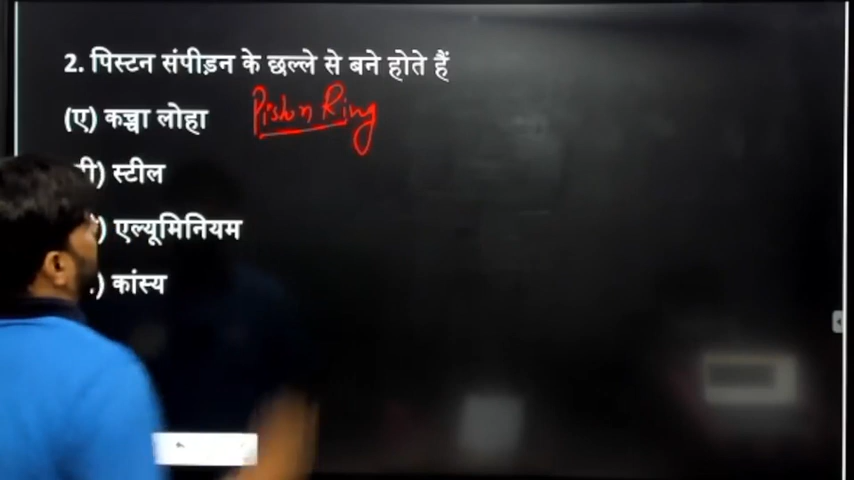 2. पिस्टन संपीड़न के छल्ले से बने होते हैं
(ए) कच्चा लोहा
Piston Ring
) स्टील
) एल्यूमिनियम
.) कांस्य